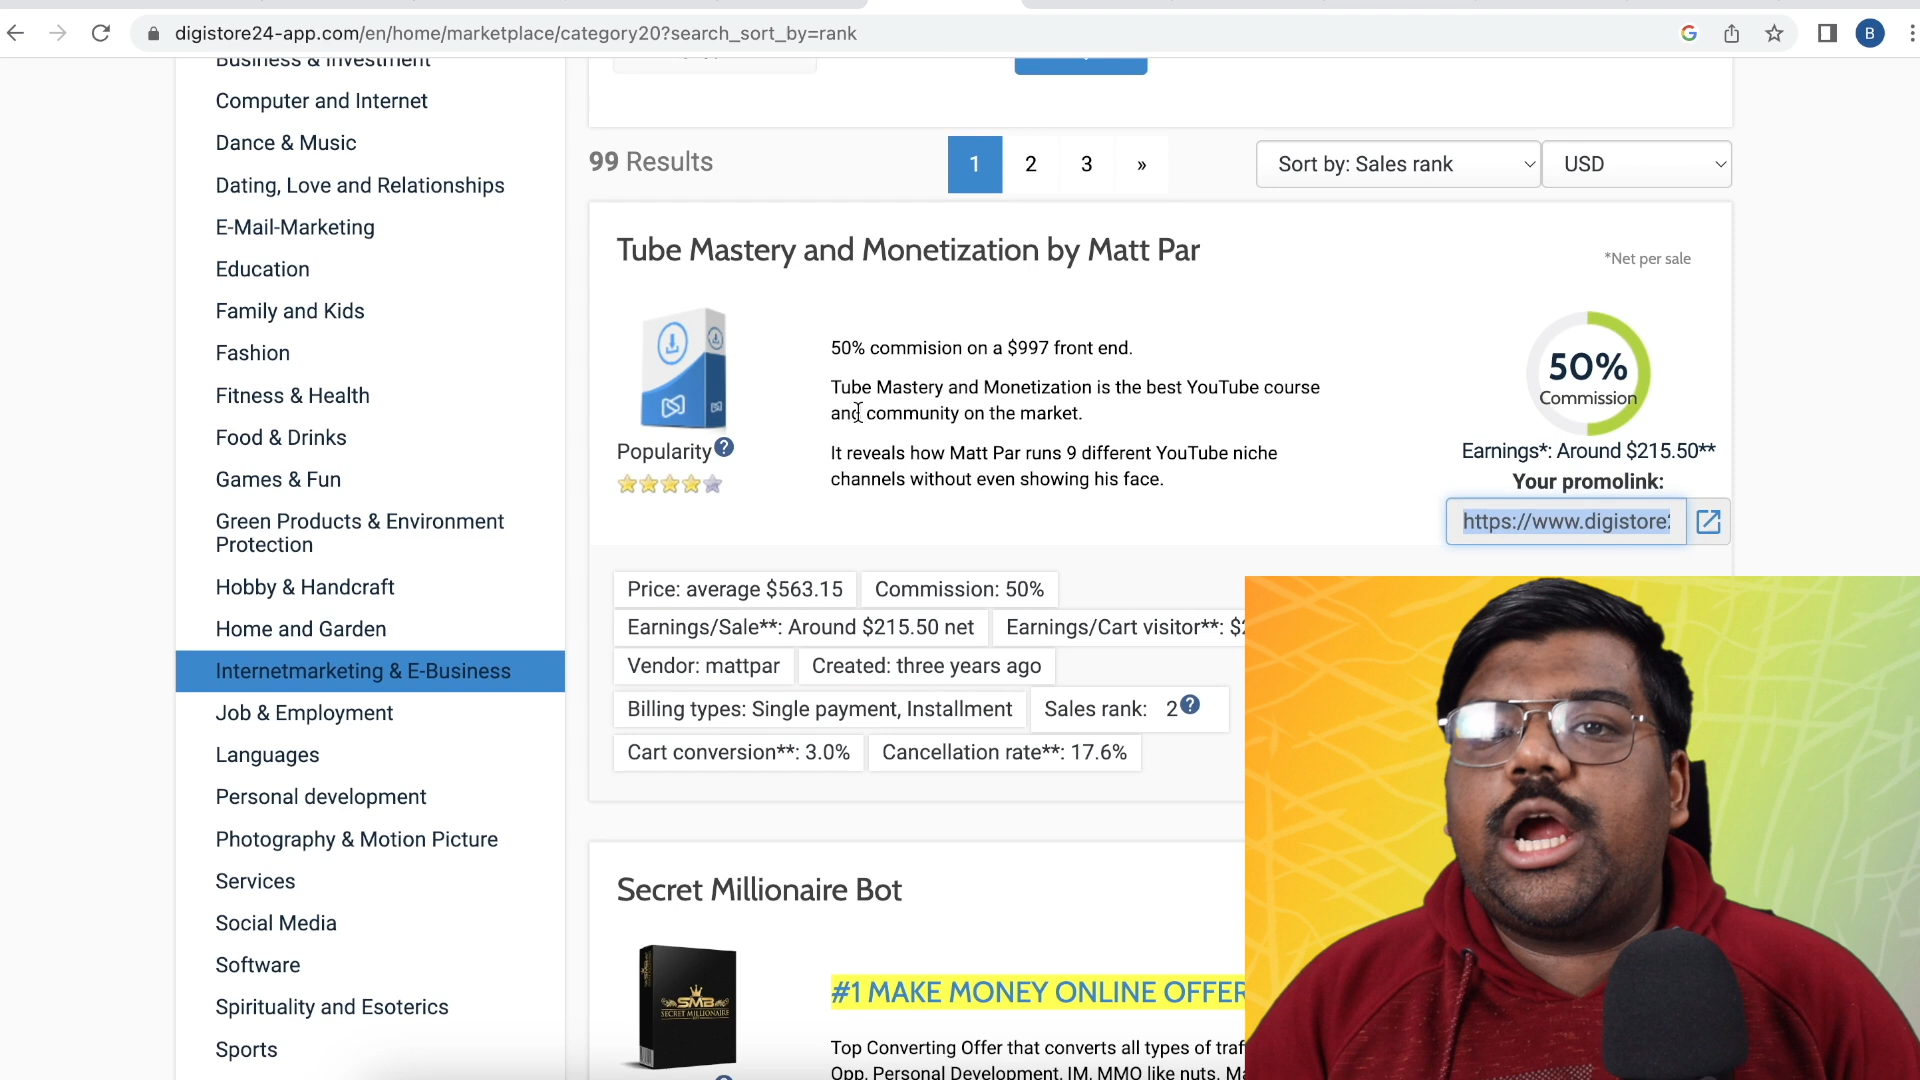 digistore24-app.com/en/home/marketplace/category20?search_sort_by=rank
B
Business & Investment
Computer and Internet
Dance & Music
Dating, Love and Relationships
E-Mail-Marketing
Education
Family and Kids
Fashion
Fitness & Health
Food & Drinks
Games & Fun
Green Products & Environment
Protection
Hobby & Handcraft
Home and Garden
Internetmarketing & E-Business
Job & Employment
Languages
Personal development
Photography & Motion Picture
Services
Social Media
Software
Spirituality and Esoterics
Sports
99 Results
1 2 3 »
Sort by: Sales rank
USD
Tube Mastery and Monetization by Matt Par
*Net per sale
50% commision on a $997 front end.
Tube Mastery and Monetization is the best YouTube course
and community on the market.
It reveals how Matt Par runs 9 different YouTube niche
channels without even showing his face.
Popularity ?
50%
Commission
Earnings*: Around $215.50**
Your promolink:
https://www.digistore
Price: average $563.15
Commission: 50%
Earnings/Sale**: Around $215.50 net
Earnings/Cart visitor**: $
Vendor: mattpar
Created: three years ago
Billing types: Single payment, Installment
Sales rank: 2 ?
Cart conversion**: 3.0%
Cancellation rate**: 17.6%
Secret Millionaire Bot
SMB
SECRET MILLIONAIRE
#1 MAKE MONEY ONLINE OFFER
Top Converting Offer that converts all types of traf
Opp, Personal Development, IM, MMO like nuts. Ma